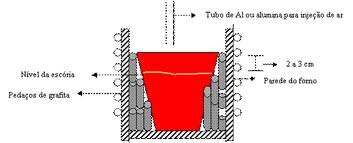 Tubo de Al ou alumina para injeção de ar
2 a 3 cm
Nível da escória
Parede do forno
Pedaços de grafita